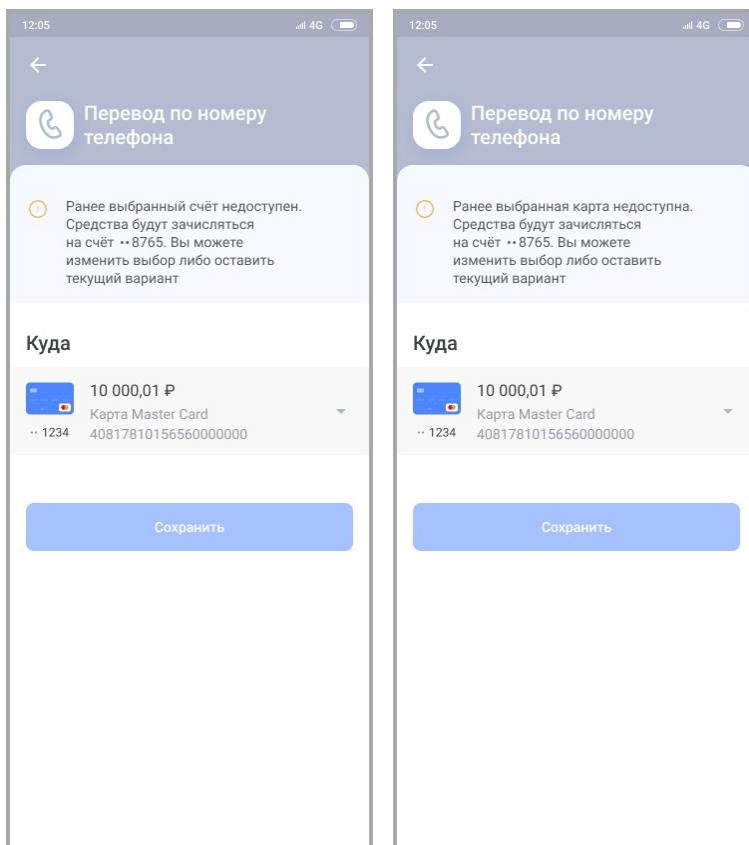 12:05
4G
Перевод по номеру
телефона
Ранее выбранный счёт недоступен.
Средства будут зачисляться
на счёт ··8765. Вы можете
изменить выбор либо оставить
текущий вариант
Куда
10 000,01 ₽
Карта Master Card
·· 1234
40817810156560000000
Сохранить
12:05
4G
Перевод по номеру
телефона
Ранее выбранная карта недоступна.
Средства будут зачисляться
на счёт ··8765. Вы можете
изменить выбор либо оставить
текущий вариант
Куда
10 000,01 ₽
Карта Master Card
·· 1234
40817810156560000000
Сохранить